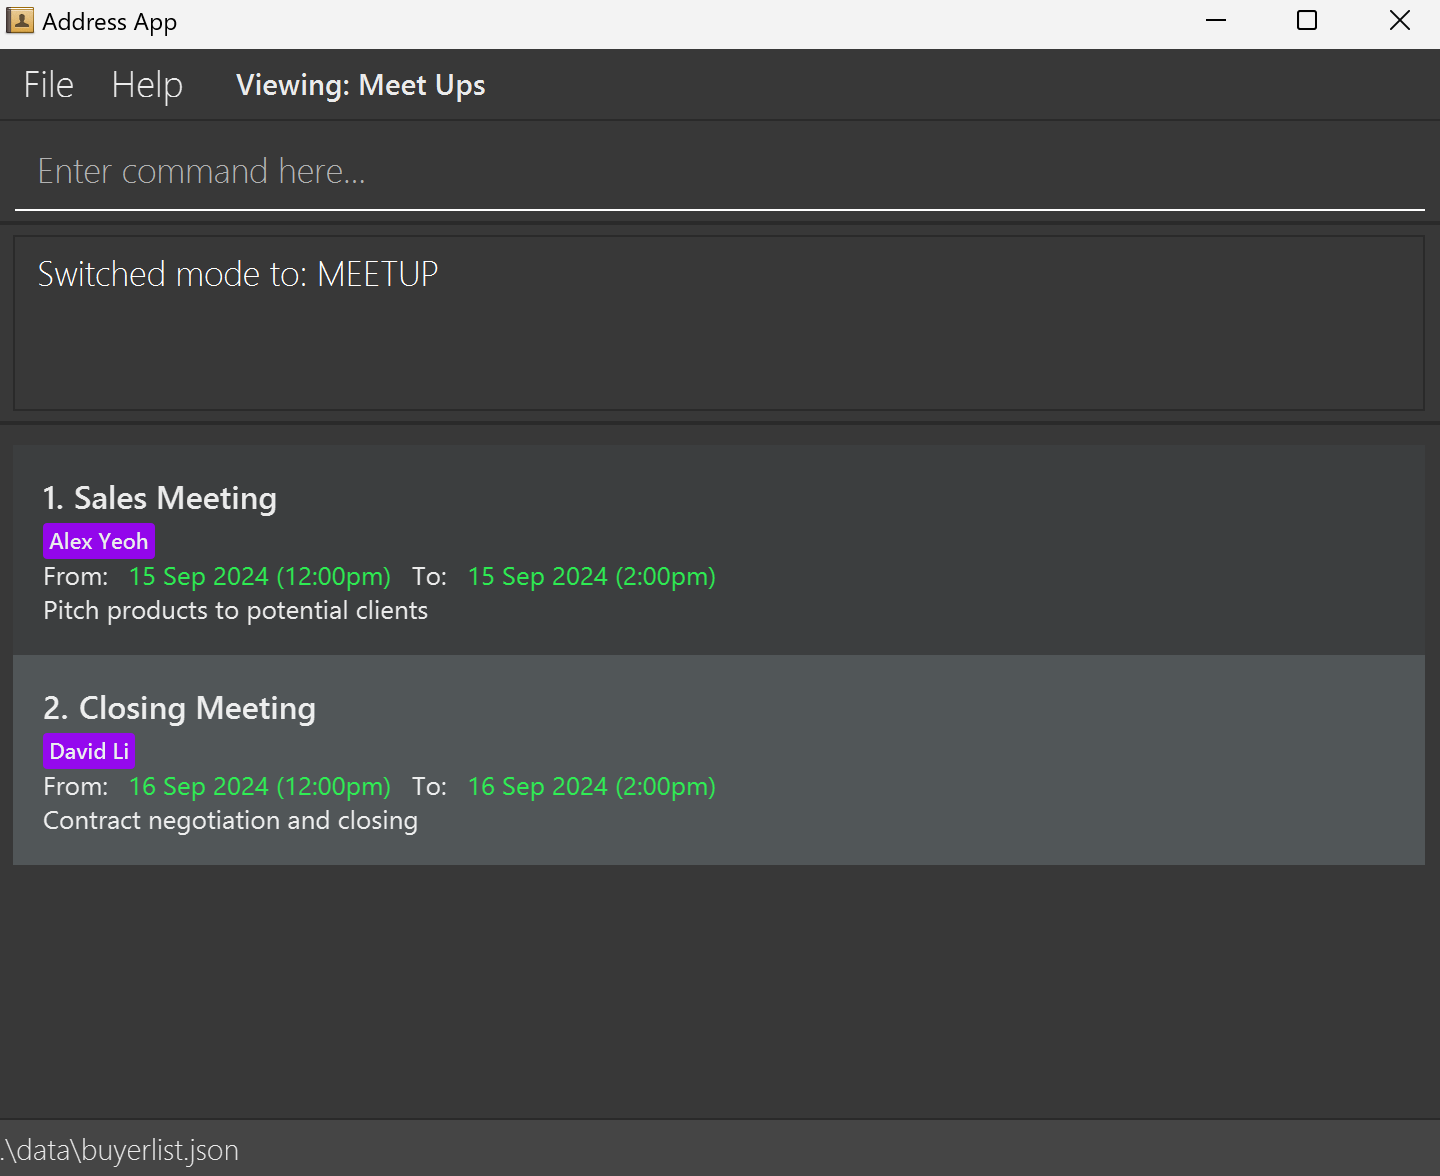 Address App
File Help Viewing: Meet Ups
Enter command here...
Switched mode to: MEETUP
1. Sales Meeting
Alex Yeoh
From: 15 Sep 2024 (12:00pm) To: 15 Sep 2024 (2:00pm)
Pitch products to potential clients
2. Closing Meeting
David Li
From: 16 Sep 2024 (12:00pm) To: 16 Sep 2024 (2:00pm)
Contract negotiation and closing
.\data\buyerlist.json